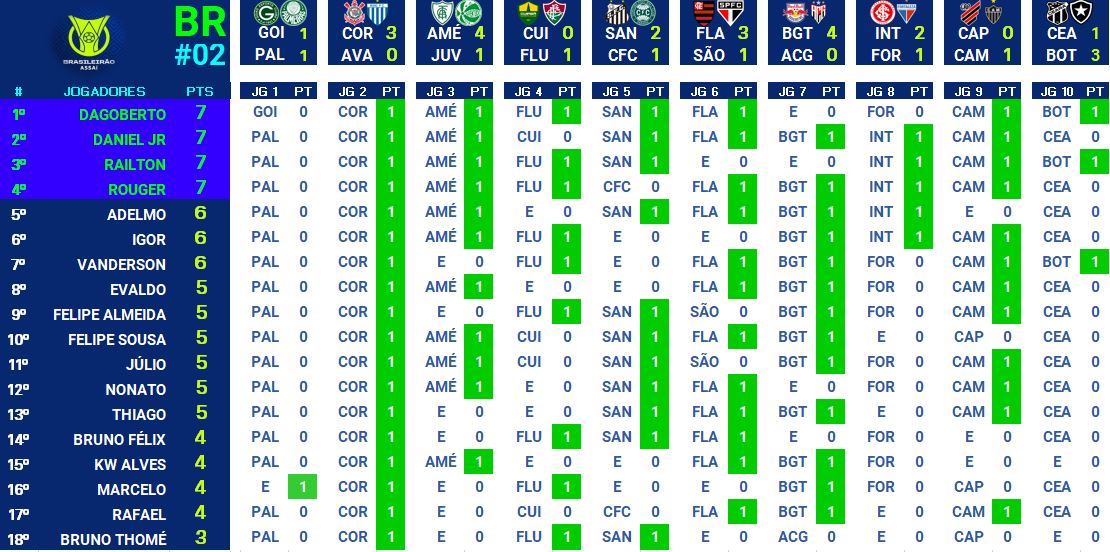 BR #02
BRASILEIRÃO ASSAÍ
GOI 1 COR 3 AMÉ 4 CUI 0 SAN 2 FLA 3 BGT 4 INT 2 CAP 0 CEA 1
PAL 1 AVA 0 JUV 1 FLU 1 CFC 1 SÃO 1 ACG 0 FOR 1 CAM 1 BOT 3
SPFC
# JOGADORES PTS JG 1 PT JG 2 PT JG 3 PT JG 4 PT JG 5 PT JG 6 PT JG 7 PT JG 8 PT JG 9 PT JG 10 PT
1º DAGOBERTO 7 GOI 0 COR 1 AMÉ 1 FLU 1 SAN 1 FLA 1 E 0 FOR 0 CAM 1 BOT 1
2º DANIEL JR 7 PAL 0 COR 1 AMÉ 1 CUI 0 SAN 1 FLA 1 BGT 1 INT 1 CAM 1 CEA 0
3º RAILTON 7 PAL 0 COR 1 AMÉ 1 FLU 1 SAN 1 E 0 E 0 INT 1 CAM 1 BOT 1
4º ROUGER 7 PAL 0 COR 1 AMÉ 1 FLU 1 CFC 0 FLA 1 BGT 1 INT 1 CAM 1 CEA 0
5º ADELMO 6 PAL 0 COR 1 AMÉ 1 E 0 SAN 1 FLA 1 BGT 1 INT 1 E 0 CEA 0
6º IGOR 6 PAL 0 COR 1 AMÉ 1 FLU 1 E 0 E 0 BGT 1 INT 1 CAM 1 CEA 0
7º VANDERSON 6 PAL 0 COR 1 E 0 FLU 1 E 0 FLA 1 BGT 1 FOR 0 CAM 1 BOT 1
8º EVALDO 5 PAL 0 COR 1 AMÉ 1 E 0 E 0 FLA 1 BGT 1 FOR 0 CAM 1 CEA 0
9º FELIPE ALMEIDA 5 PAL 0 COR 1 E 0 FLU 1 SAN 1 SÃO 0 BGT 1 FOR 0 CAM 1 CEA 0
10º FELIPE SOUSA 5 PAL 0 COR 1 AMÉ 1 CUI 0 SAN 1 FLA 1 BGT 1 E 0 CAP 0 CEA 0
11º JÚLIO 5 PAL 0 COR 1 AMÉ 1 CUI 0 SAN 1 SÃO 0 BGT 1 FOR 0 CAM 1 CEA 0
12º NONATO 5 PAL 0 COR 1 AMÉ 1 E 0 SAN 1 FLA 1 E 0 FOR 0 CAM 1 CEA 0
13º THIAGO 5 PAL 0 COR 1 E 0 E 0 SAN 1 FLA 1 BGT 1 E 0 CAM 1 CEA 0
14º BRUNO FÉLIX 4 PAL 0 COR 1 E 0 FLU 1 SAN 1 FLA 1 E 0 FOR 0 E 0 CEA 0
15º KW ALVES 4 PAL 0 COR 1 AMÉ 1 E 0 E 0 FLA 1 BGT 1 FOR 0 E 0 E 0
16º MARCELO 4 E 1 COR 1 E 0 FLU 1 E 0 E 0 BGT 1 FOR 0 CAP 0 CEA 0
17º RAFAEL 4 PAL 0 COR 1 E 0 CUI 0 CFC 0 FLA 1 BGT 1 E 0 CAM 1 CEA 0
18º BRUNO THOMÉ 3 PAL 0 COR 1 E 0 FLU 1 SAN 1 E 0 ACG 0 E 0 E 0 CEA 0